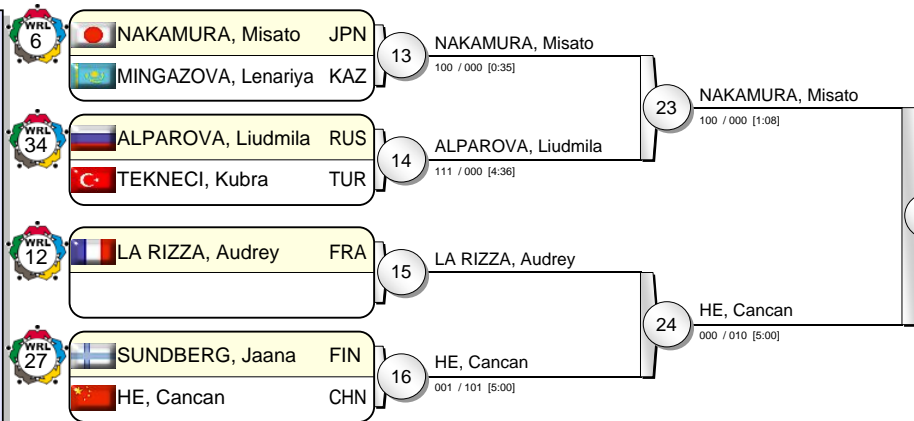 WRL
6
NAKAMURA, Misato JPN
MINGAZOVA, Lenariya KAZ
13
NAKAMURA, Misato
100 / 000 [0:35]
WRL
34
ALPAROVA, Liudmila RUS
TEKNECI, Kubra TUR
14
ALPAROVA, Liudmila
111 / 000 [4:36]
23
NAKAMURA, Misato
100 / 000 [1:08]
WRL
12
LA RIZZA, Audrey FRA
15
LA RIZZA, Audrey
WRL
27
SUNDBERG, Jaana FIN
HE, Cancan CHN
16
HE, Cancan
001 / 101 [5:00]
24
HE, Cancan
000 / 010 [5:00]